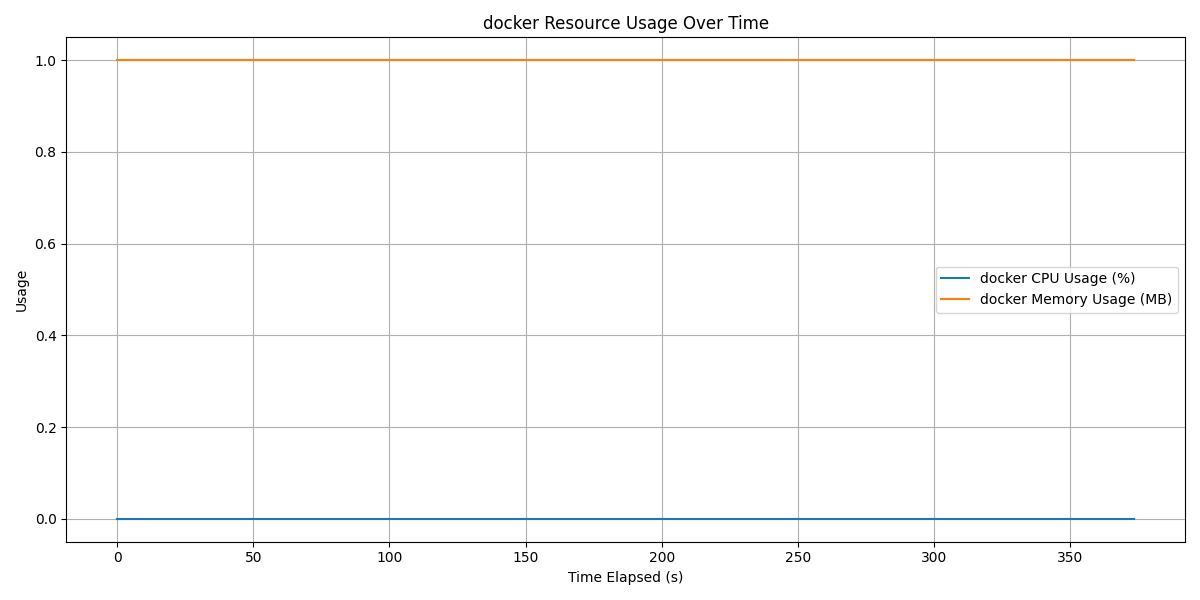 docker Resource Usage Over Time
Usage
1.0
0.8
0.6
0.4
0.2
0.0
docker CPU Usage (%)
docker Memory Usage (MB)
0 50 100 150 200 250 300 350
Time Elapsed (s)